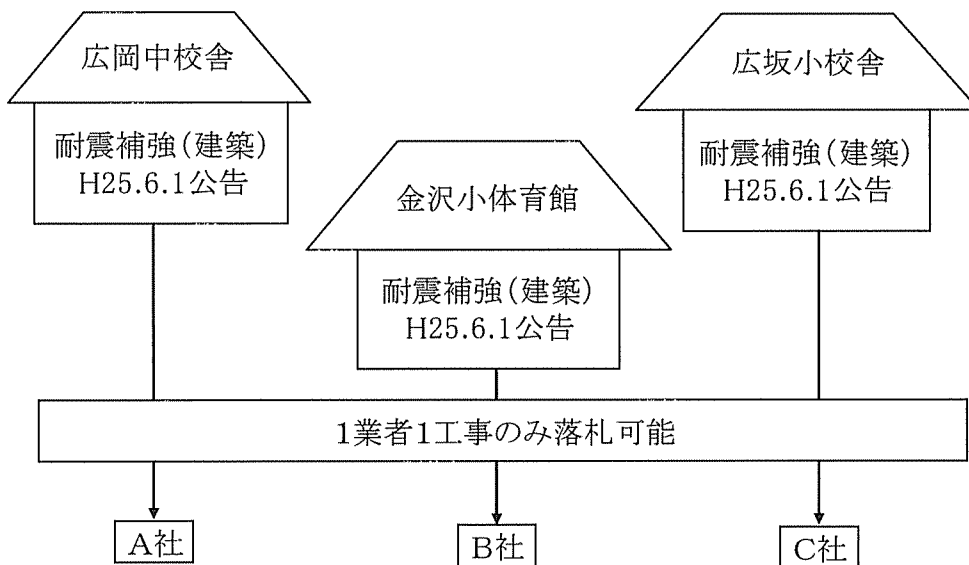 広岡中校舎
耐震補強(建築)
H25.6.1公告
金沢小体育館
耐震補強(建築)
H25.6.1公告
広坂小校舎
耐震補強(建築)
H25.6.1公告
1業者1工事のみ落札可能
A社
B社
C社